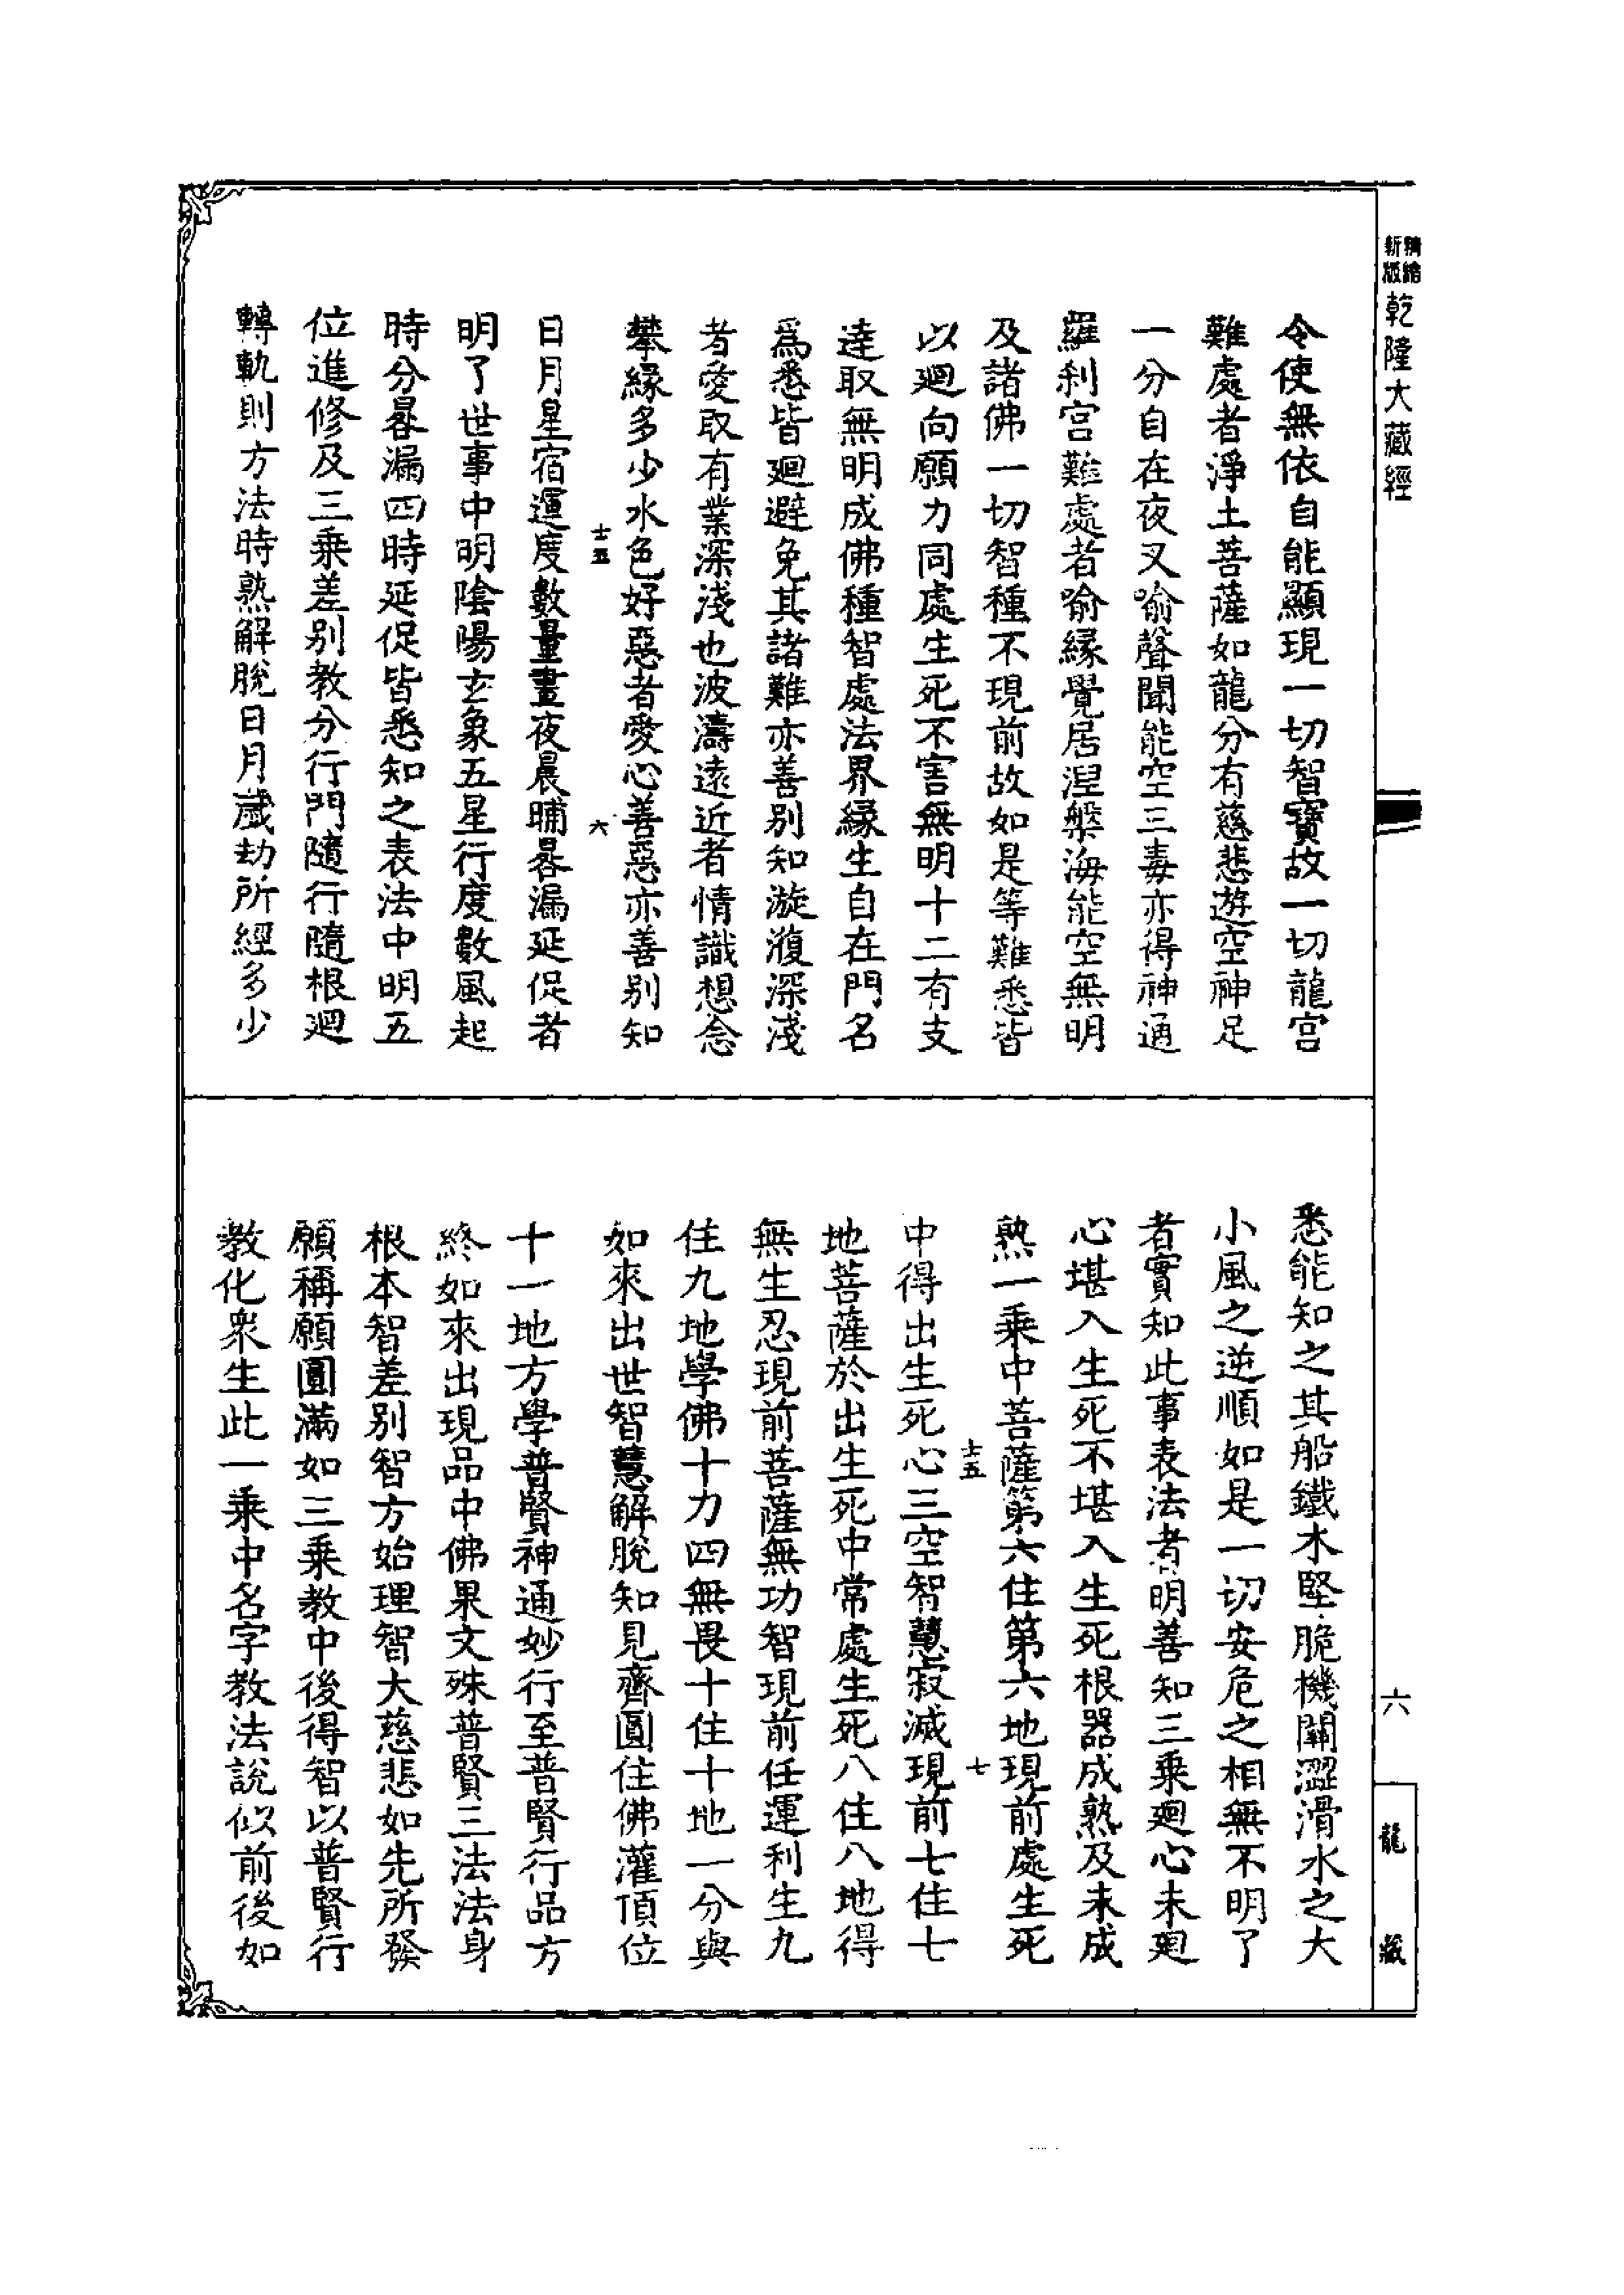 精繪
新版
乾隆大藏經
令使無依自能顯現一切智寶故一切龍宮
難處者淨土菩薩如龍分有慈悲遊空神足
一分自在夜叉喻聲聞能空三毒亦得神通
羅刹宮難處者喻緣覺居涅槃海能空無明
及諸佛一切智種不現前故如是等難悉皆
以迴向願力同處生死不害無明十二有支
達取無明成佛種智處法界緣生自在門名
爲悉皆迴避免其諸難亦善別知漩澓深淺
者愛取有業深淺也波濤遠近者情識想念
攀緣多少水色好惡者愛心善惡亦善別知
士五
六
日月星宿運度數量晝夜晨晡晷漏延促者
明了世事中明陰陽玄象五星行度數風起
時分晷漏四時延促皆悉知之表法中明五
位進修及三乘差別教分行門隨行隨根迴
轉軌則方法時熟解脫日月歲劫所經多少
悉能知之其船鐵木堅脆機關澀滑水之大
小風之逆順如是一切安危之相無不明了
者實知此事表法者明善知三乘迴心未迴
心堪入生死不堪入生死根器成熟及未成
熟一乘中菩薩第六住第六地現前處生死
士五
七
中得出生死心三空智慧寂滅現前七住七
地菩薩於出生死中常處生死八住八地得
無生忍現前菩薩無功智現前任運利生九
住九地學佛十力四無畏十住十地一分與
如來出世智慧解脫知見齊圓住佛灌頂位
十一地方學普賢神通妙行至普賢行品方
終如來出現品中佛果文殊普賢三法法身
根本智差別智方始理智大慈悲如先所發
願稱願圓滿如三乘教中後得智以普賢行
教化衆生此一乘中名字教法說似前後如
六
龍藏